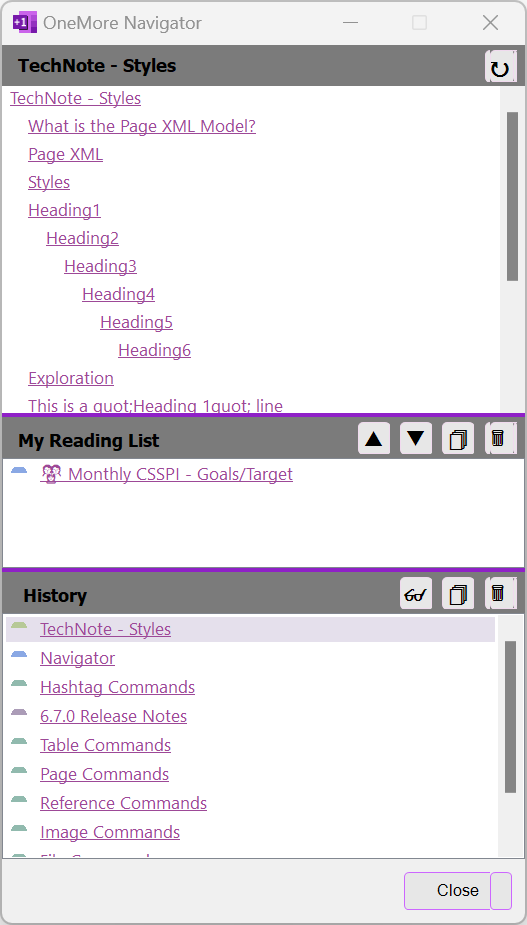 +1 OneMore Navigator
TechNote - Styles
TechNote - Styles
What is the Page XML Model?
Page XML
Styles
Heading1
Heading2
Heading3
Heading4
Heading5
Heading6
Exploration
This is a quot;Heading 1quot; line
My Reading List
Monthly CSSPI - Goals/Target
History
TechNote - Styles
Navigator
Hashtag Commands
6.7.0 Release Notes
Table Commands
Page Commands
Reference Commands
Image Commands
Close